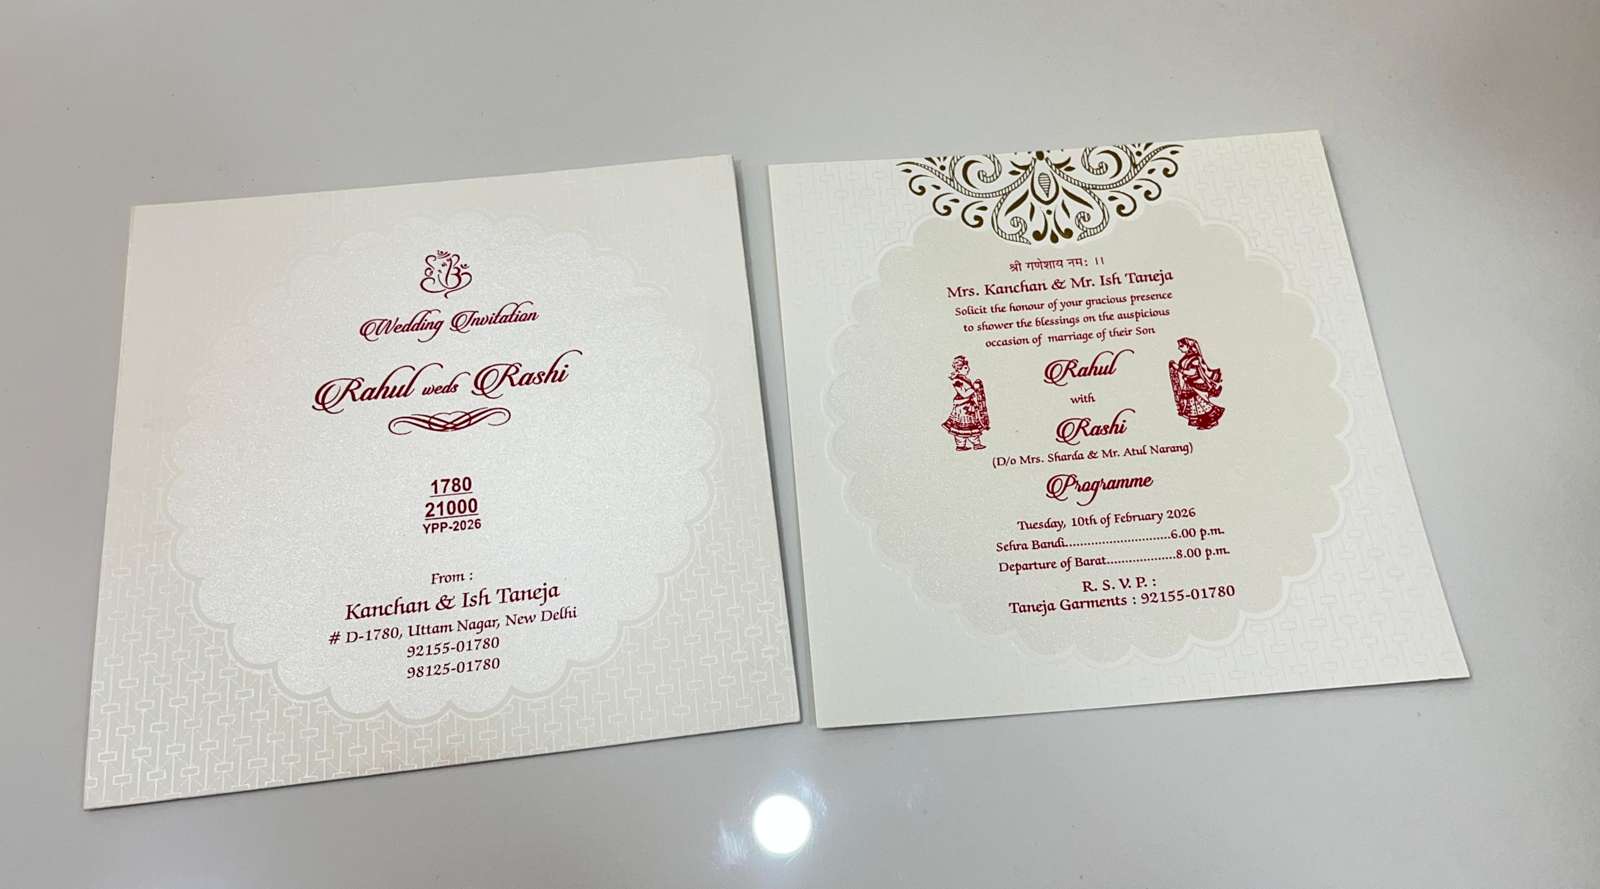 Wedding Invitation
Rahul weds Rashi
1780
21000
YPP-2026
From :
Kanchan & Ish Taneja
# D-1780, Uttam Nagar, New Delhi
92155-01780
98125-01780
श्री गणेशाय नमः ।।
Mrs. Kanchan & Mr. Ish Taneja
Solicit the honour of your gracious presence
to shower the blessings on the auspicious
occasion of marriage of their Son
Rahul
with
Rashi
(D/o Mrs. Sharda & Mr. Atul Narang)
Programme
Tuesday, 10th of February 2026
Sehra Bandi............................6.00 p.m.
Departure of Barat...................8.00 p.m.
R. S. V. P. :
Taneja Garments : 92155-01780